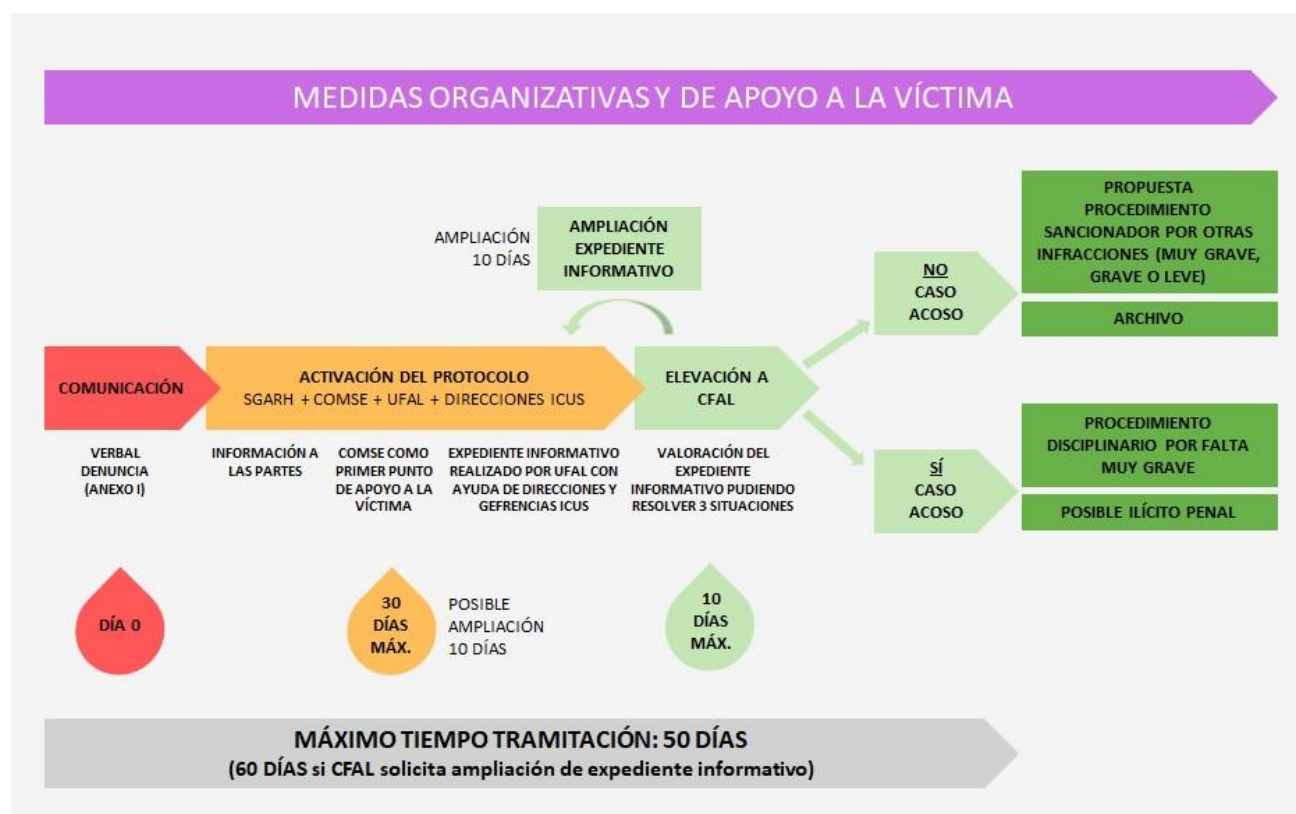 MEDIDAS ORGANIZATIVAS Y DE APOYO A LA VÍCTIMA
AMPLIACIÓN
10 DÍAS
AMPLIACIÓN
EXPEDIENTE
INFORMATIVO
NO
CASO
ACOSO
PROPUESTA
PROCEDIMIENTO
SANCIONADOR POR OTRAS
INFRACCIONES (MUY GRAVE,
GRAVE O LEVE)
ARCHIVO
COMUNICACIÓN
ACTIVACIÓN DEL PROTOCOLO
SGARH + COMSE + UFAL + DIRECCIONES ICUS
ELEVACIÓN A
CFAL
VERBAL
DENUNCIA
(ANEXO I)
INFORMACIÓN A
LAS PARTES
COMSE COMO
PRIMER PUNTO
DE APOYO A LA
VÍCTIMA
EXPEDIENTE INFORMATIVO
REALIZADO POR UFAL CON
AYUDA DE DIRECCIONES Y
GEFRENCIAS ICUS
VALORACIÓN DEL
EXPEDIENTE
INFORMATIVO PUDIENDO
RESOLVER 3 SITUACIONES
SÍ
CASO
ACOSO
PROCEDIMIENTO
DISCIPLINARIO POR FALTA
MUY GRAVE
POSIBLE ILÍCITO PENAL
DÍA 0
30
DÍAS
MÁX.
POSIBLE
AMPLIACIÓN
10 DÍAS
10
DÍAS
MÁX.
MÁXIMO TIEMPO TRAMITACIÓN: 50 DÍAS
(60 DÍAS si CFAL solicita ampliación de expediente informativo)